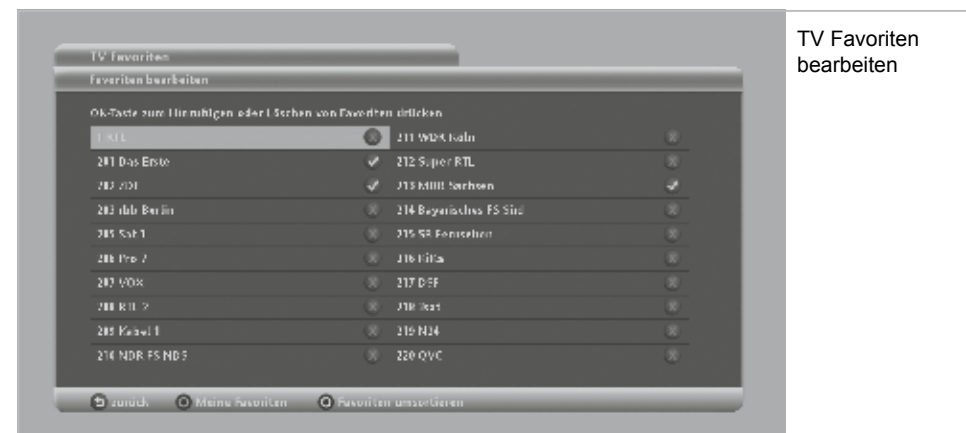 TV Favoriten
bearbeiten
TV Favoriten
Favoriten bearbeiten
OK-Taste zum Hinzufügen oder Löschen von Favoriten drücken
1 RTL
201 Das Erste
202 ZDF
203 rbb Berlin
205 Sat 1
206 Pro 7
207 VOX
208 RTL 2
209 Kabel 1
210 NDR FS NDS
211 WDR Köln
212 Super RTL
213 MDR Sachsen
214 Bayerisches FS Süd
215 SR Fernsehen
216 KiKa
217 DSF
218 3sat
219 N24
220 QVC
zurück
Meine Favoriten
Favoriten umsortieren